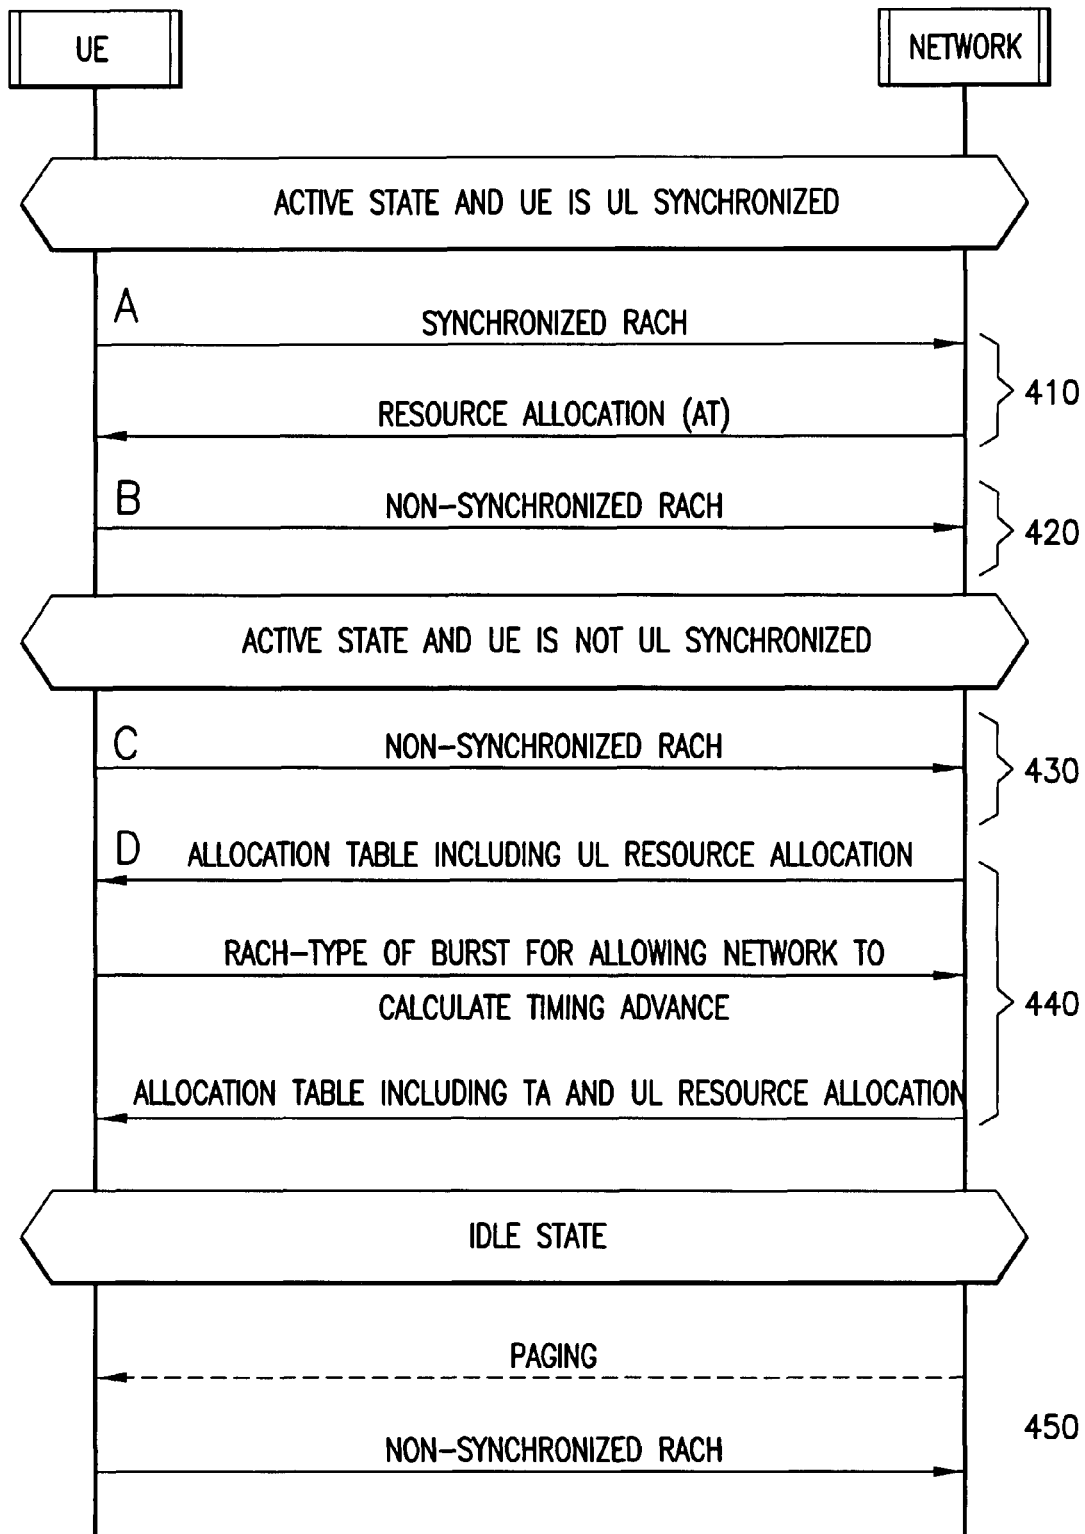 UE
NETWORK
ACTIVE STATE AND UE IS UL SYNCHRONIZED
A
SYNCHRONIZED RACH
410
RESOURCE ALLOCATION (AT)
B
NON-SYNCHRONIZED RACH
420
ACTIVE STATE AND UE IS NOT UL SYNCHRONIZED
C
NON-SYNCHRONIZED RACH
430
D
ALLOCATION TABLE INCLUDING UL RESOURCE ALLOCATION
RACH-TYPE OF BURST FOR ALLOWING NETWORK TO
CALCULATE TIMING ADVANCE
440
ALLOCATION TABLE INCLUDING TA AND UL RESOURCE ALLOCATION
IDLE STATE
PAGING
450
NON-SYNCHRONIZED RACH